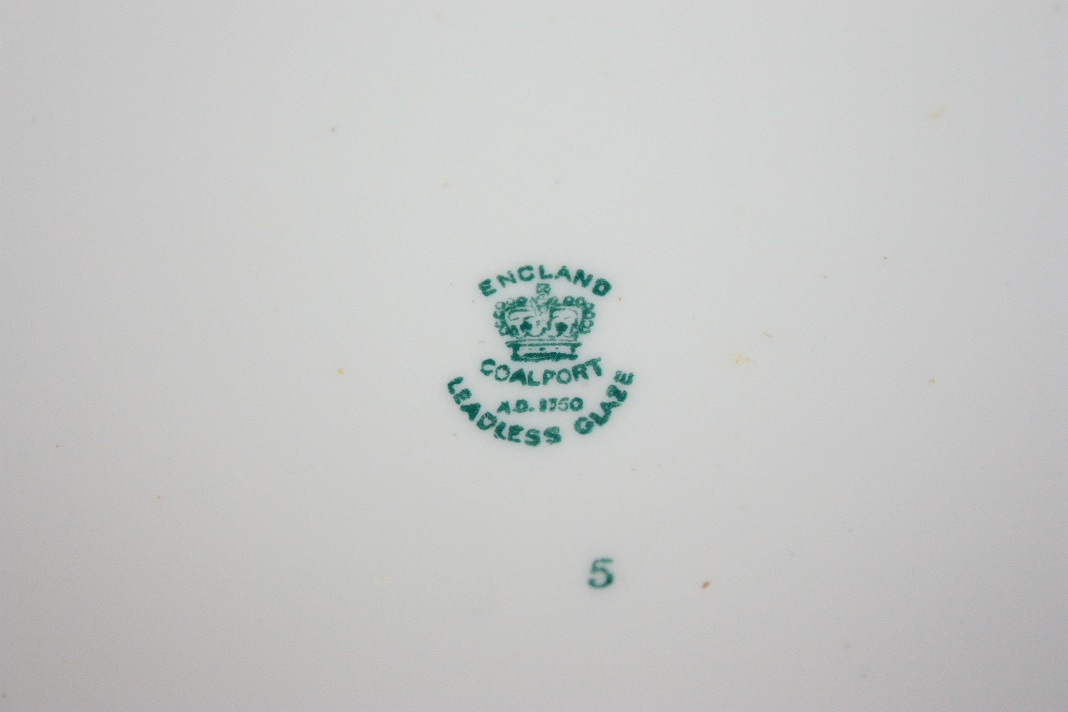 ENGLAND
COALPORT
A.D. 1750
LEADLESS GLAZE
5